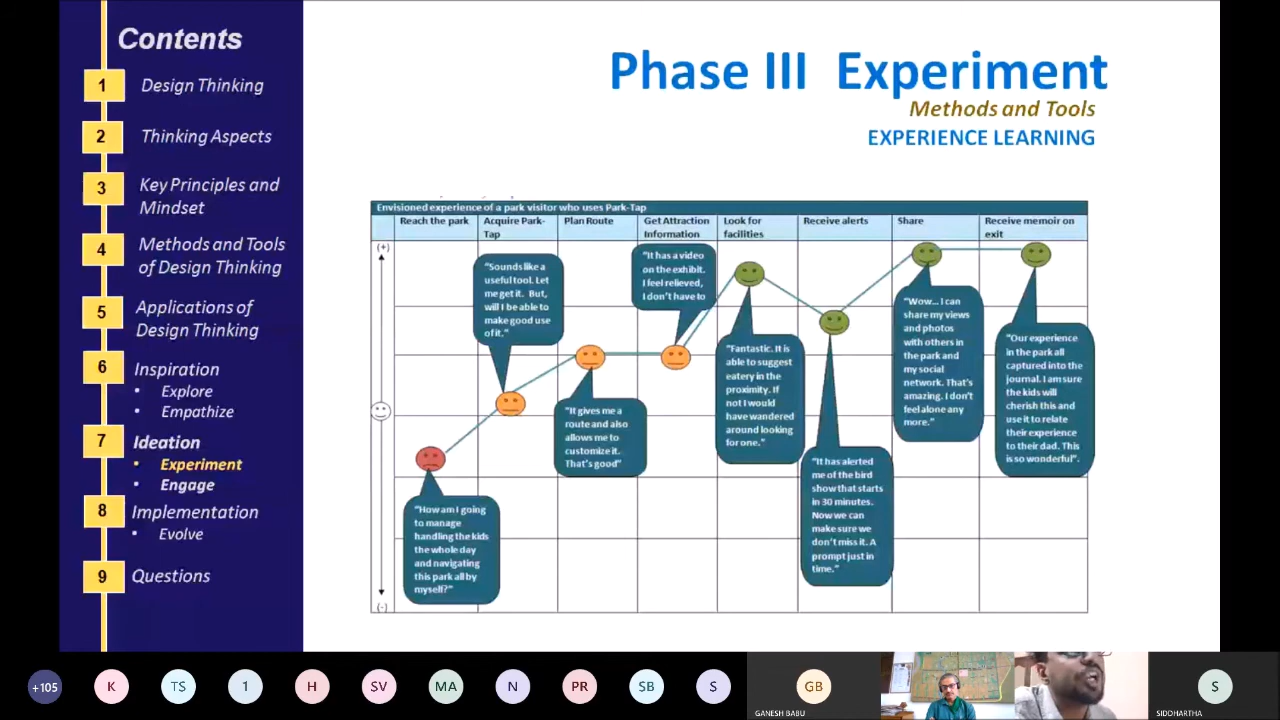 Contents
1
Design Thinking
2
Thinking Aspects
3
Key Principles and
Mindset
4
Methods and Tools
of Design Thinking
5
Applications of
Design Thinking
6
Inspiration
• Explore
• Empathize
7
Ideation
• Experiment
• Engage
8
Implementation
• Evolve
9
Questions
Phase III Experiment
Methods and Tools
EXPERIENCE LEARNING
Envisioned experience of a park visitor who uses Park-Tap
Reach the park
Acquire Park-
Tap
Plan Route
Get Attraction
Information
Look for
facilities
Receive alerts
Share
Receive memoir on
exit
(+)
(-)
"How am I going
to manage
handling the kids
the whole day
and navigating
this park all by
myself?"
"Sounds like a
useful tool. Let
me get it. But,
will I be able to
make good use
of it."
"It gives me a
route and also
allows me to
customize it.
That's good"
"It has a video
on the exhibit.
I feel relieved,
I don't have to
"Fantastic. It is
able to suggest
eatery in the
proximity. If
not I would
have wandered
around looking
for one."
"It has alerted
me of the bird
show that starts
in 30 minutes.
Now we can
make sure we
don't miss it. A
prompt just in
time."
"Wow... I can
share my views
and photos
with others in
the park and
my social
network. That's
amazing. I don't
feel alone any
more."
"Our experience
in the park all
captured into the
journal. I am sure
the kids will
cherish this and
use it to relate
their experience
to their dad. This
is so wonderful".
+105
K
TS
1
H
SV
MA
N
PR
SB
S
GB
GANESH BABU
S
SIDDHARTHA